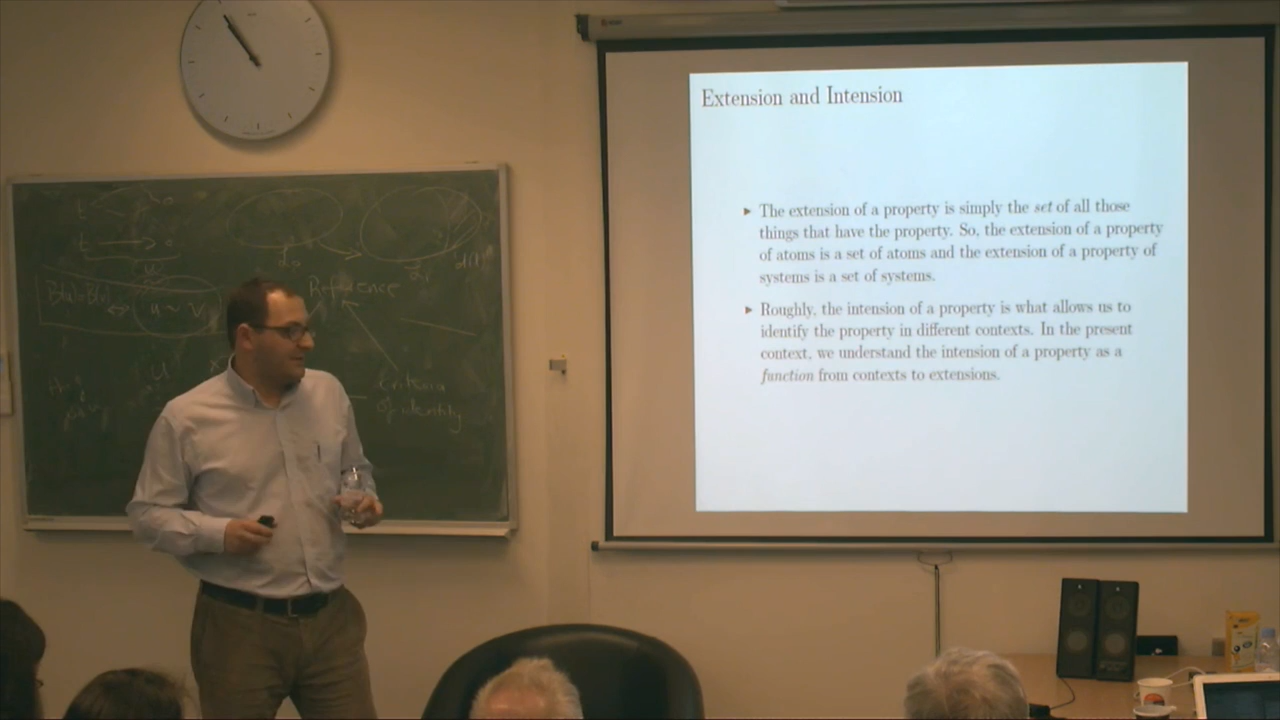 Extension and Intension
► The extension of a property is simply the set of all those
things that have the property. So, the extension of a property
of atoms is a set of atoms and the extension of a property of
systems is a set of systems.
► Roughly, the intension of a property is what allows us to
identify the property in different contexts. In the present
context, we understand the intension of a property as a
function from contexts to extensions.
Reference
Criteria
of identity